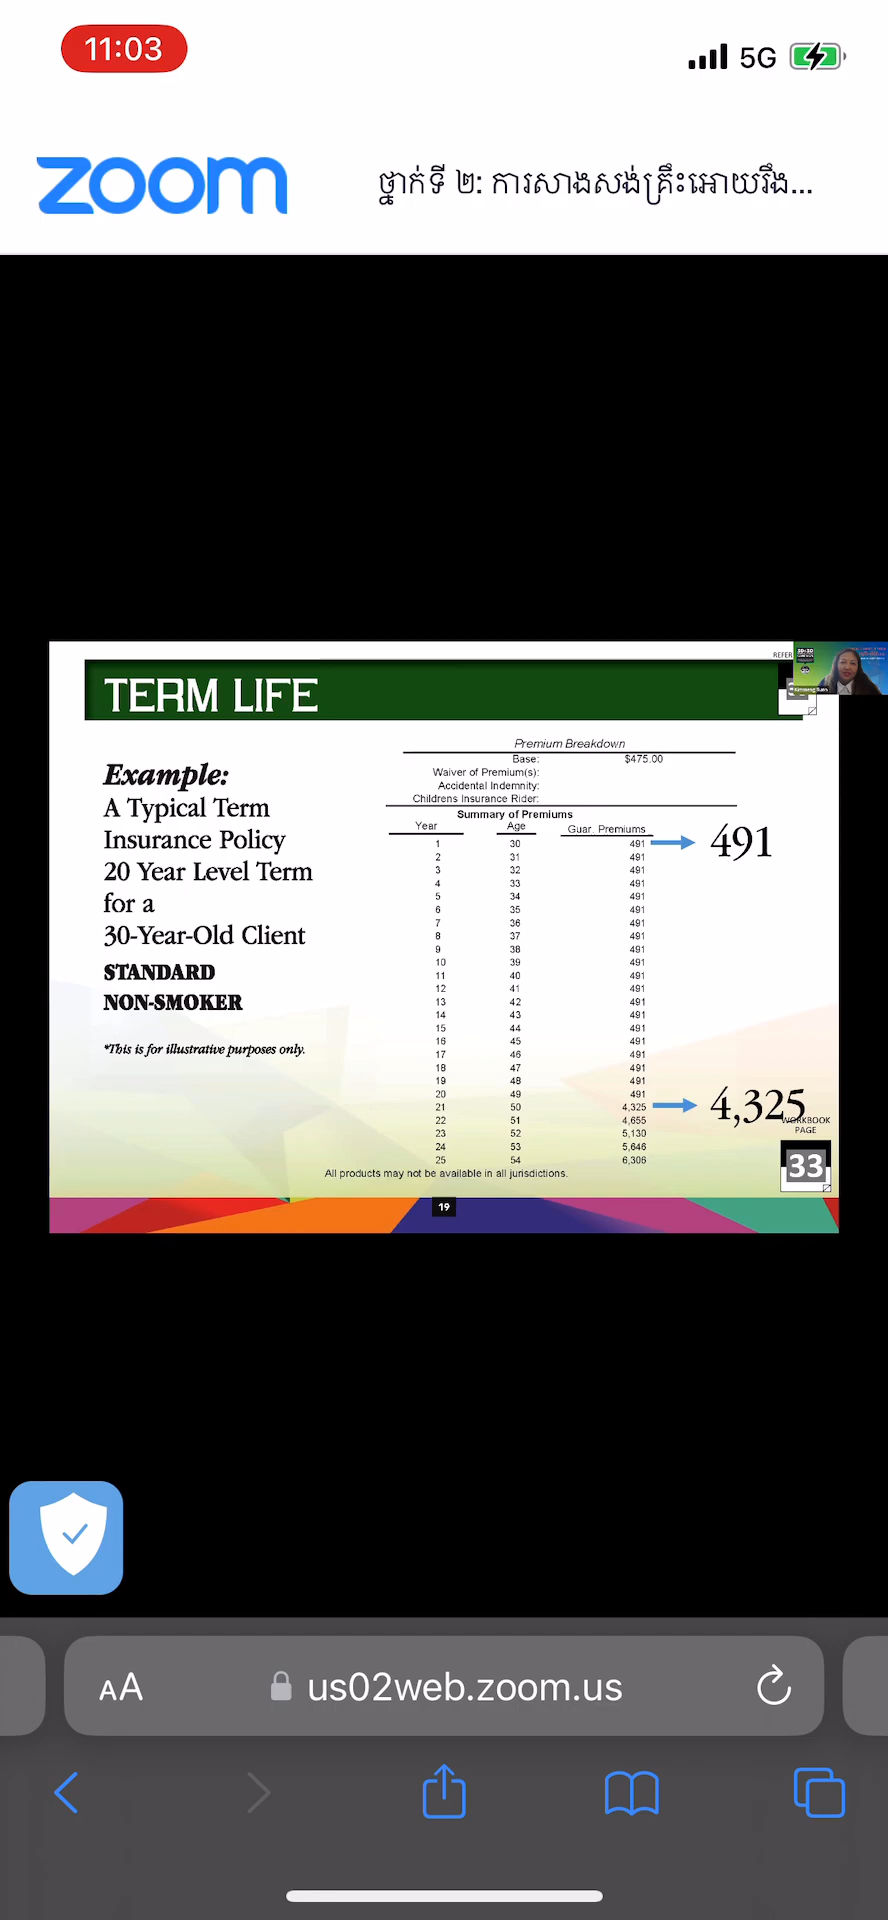 11:03
5G
zoom
ថ្នាក់ទី ២: ការសាងសង់គ្រឹះអោយរឹង...
REFER
TERM LIFE
Example:
A Typical Term
Insurance Policy
20 Year Level Term
for a
30-Year-Old Client
STANDARD
NON-SMOKER
*This is for illustrative purposes only.
Premium Breakdown
Base: $475.00
Waiver of Premium(s):
Accidental Indemnity:
Childrens Insurance Rider:
Summary of Premiums
Year Age Guar. Premiums
1 30 491 491
2 31 491
3 32 491
4 33 491
5 34 491
6 35 491
7 36 491
8 37 491
9 38 491
10 39 491
11 40 491
12 41 491
13 42 491
14 43 491
15 44 491
16 45 491
17 46 491
18 47 491
19 48 491
20 49 491
21 50 4,325 4,325
22 51 4,655
23 52 5,130
24 53 5,646
25 54 6,306
All products may not be available in all jurisdictions.
WORKBOOK
PAGE
33
19
AA us02web.zoom.us